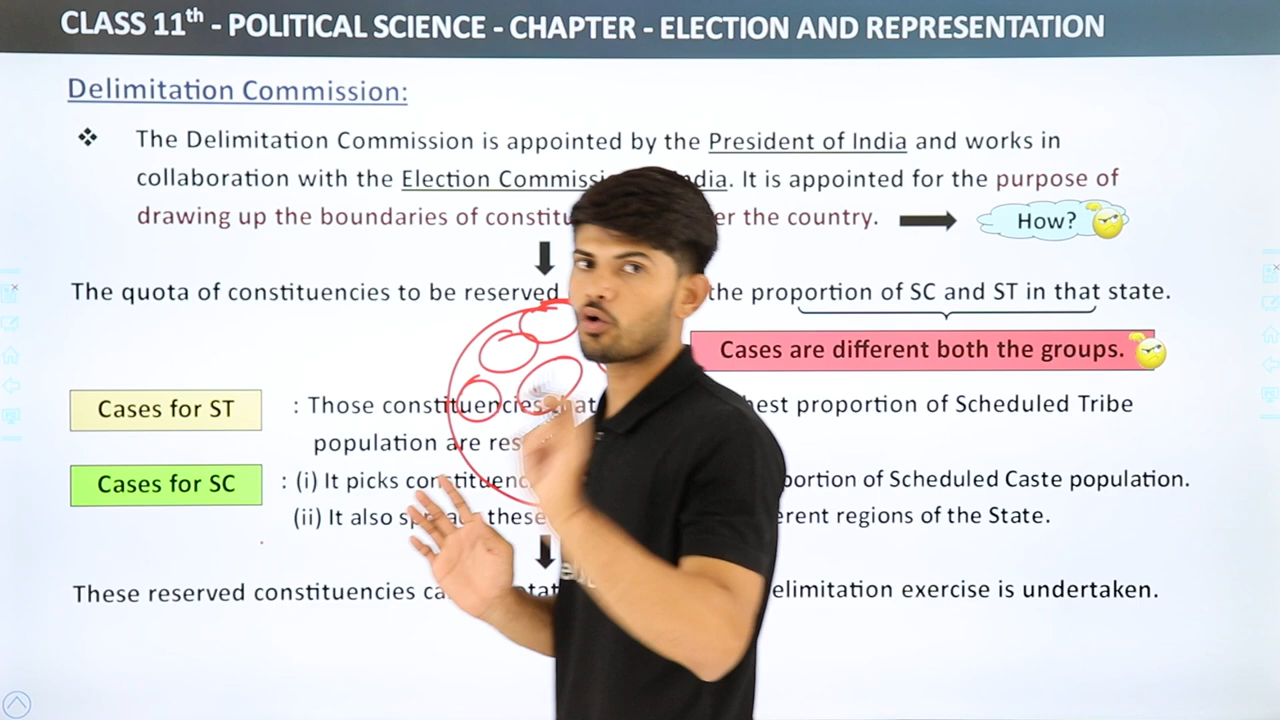 CLASS 11th - POLITICAL SCIENCE - CHAPTER - ELECTION AND REPRESENTATION
Delimitation Commission:
The Delimitation Commission is appointed by the President of India and works in
collaboration with the Election Commiss ndia. It is appointed for the purpose of
drawing up the boundaries of constitu er the country. How?
The quota of constituencies to be reserved the proportion of SC and ST in that state.
Cases are different both the groups.
Cases for ST : Those constituencies that hest proportion of Scheduled Tribe
population are res
Cases for SC : (i) It picks constituenc portion of Scheduled Caste population.
(ii) It also these erent regions of the State.
These reserved constituencies ca tat elimitation exercise is undertaken.